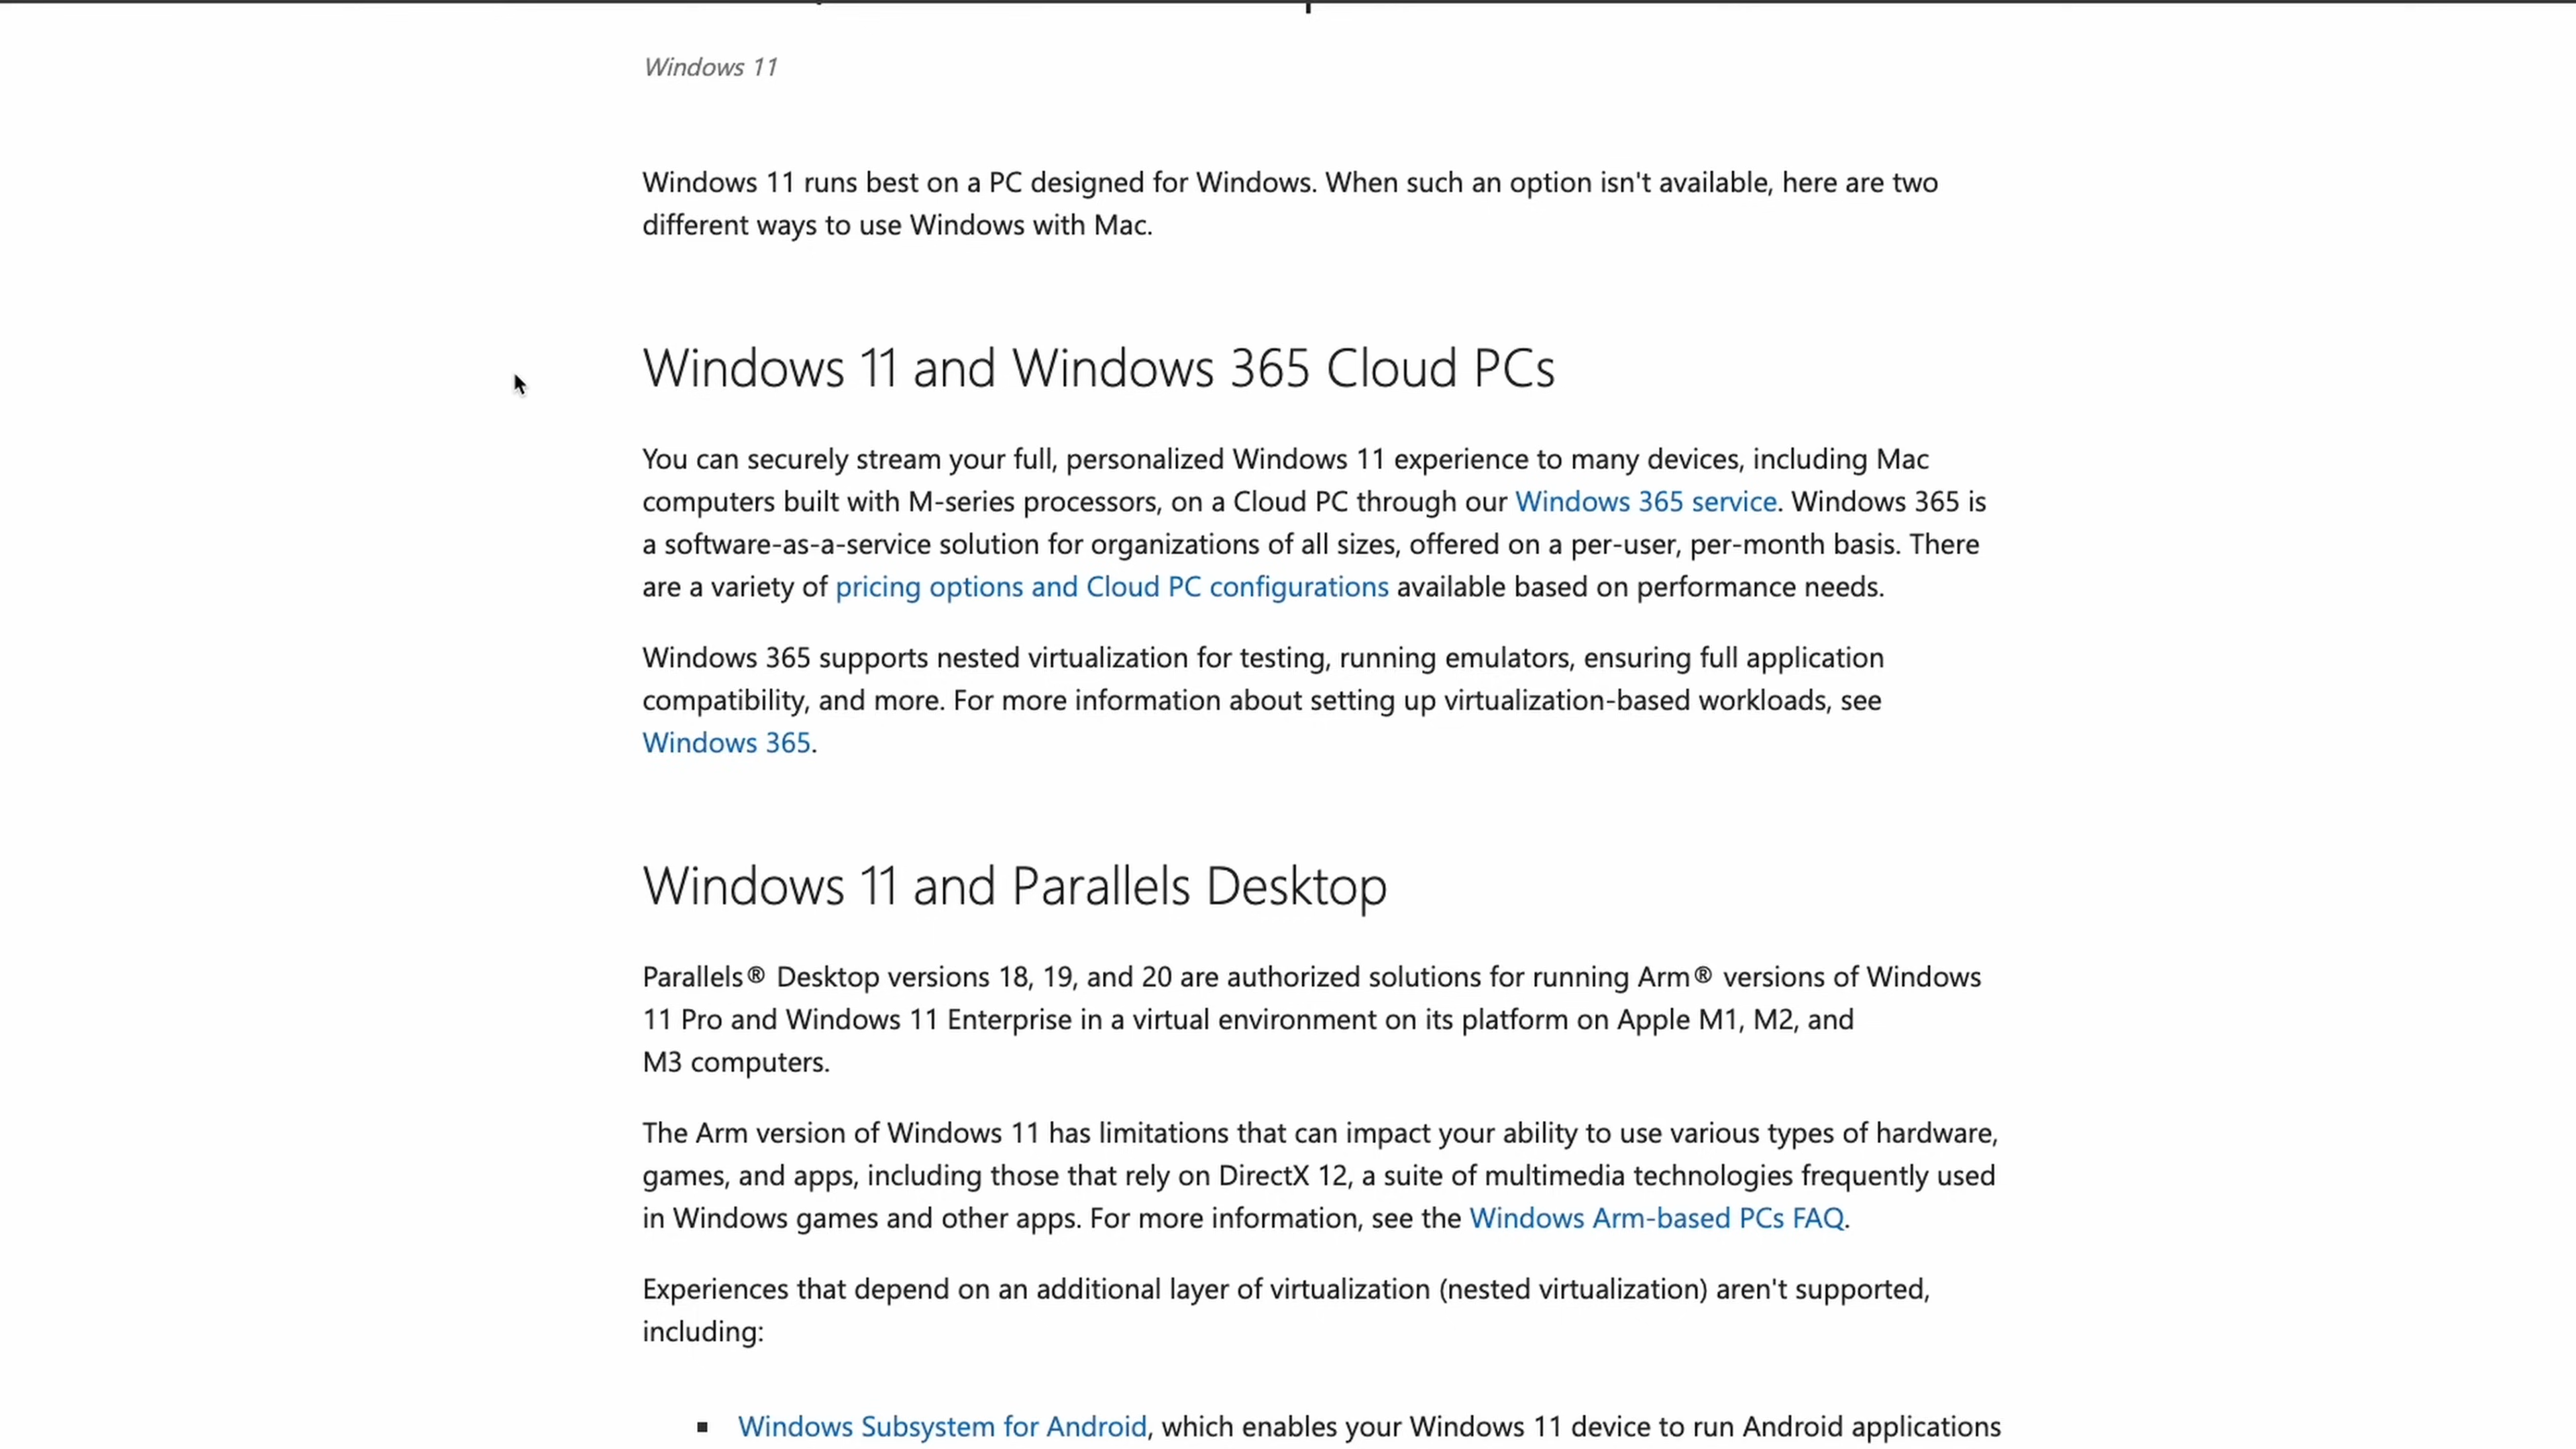 Windows 11
Windows 11 runs best on a PC designed for Windows. When such an option isn't available, here are two
different ways to use Windows with Mac.
Windows 11 and Windows 365 Cloud PCs
You can securely stream your full, personalized Windows 11 experience to many devices, including Mac
computers built with M-series processors, on a Cloud PC through our Windows 365 service. Windows 365 is
a software-as-a-service solution for organizations of all sizes, offered on a per-user, per-month basis. There
are a variety of pricing options and Cloud PC configurations available based on performance needs.
Windows 365 supports nested virtualization for testing, running emulators, ensuring full application
compatibility, and more. For more information about setting up virtualization-based workloads, see
Windows 365.
Windows 11 and Parallels Desktop
Parallels® Desktop versions 18, 19, and 20 are authorized solutions for running Arm® versions of Windows
11 Pro and Windows 11 Enterprise in a virtual environment on its platform on Apple M1, M2, and
M3 computers.
The Arm version of Windows 11 has limitations that can impact your ability to use various types of hardware,
games, and apps, including those that rely on DirectX 12, a suite of multimedia technologies frequently used
in Windows games and other apps. For more information, see the Windows Arm-based PCs FAQ.
Experiences that depend on an additional layer of virtualization (nested virtualization) aren't supported,
including:
▪ Windows Subsystem for Android, which enables your Windows 11 device to run Android applications